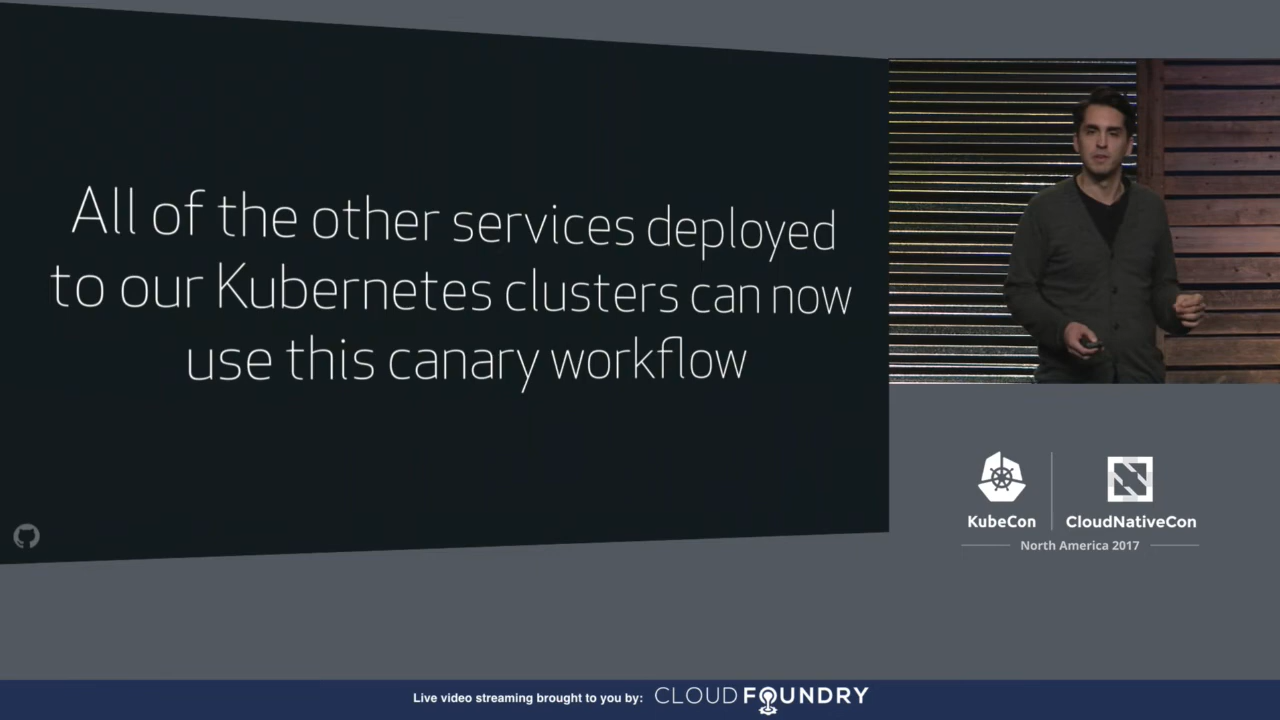 All of the other services deployed
to our Kubernetes clusters can now
use this canary workflow
KubeCon
CloudNativeCon
North America 2017
Live video streaming brought to you by: CLOUD FOUNDRY